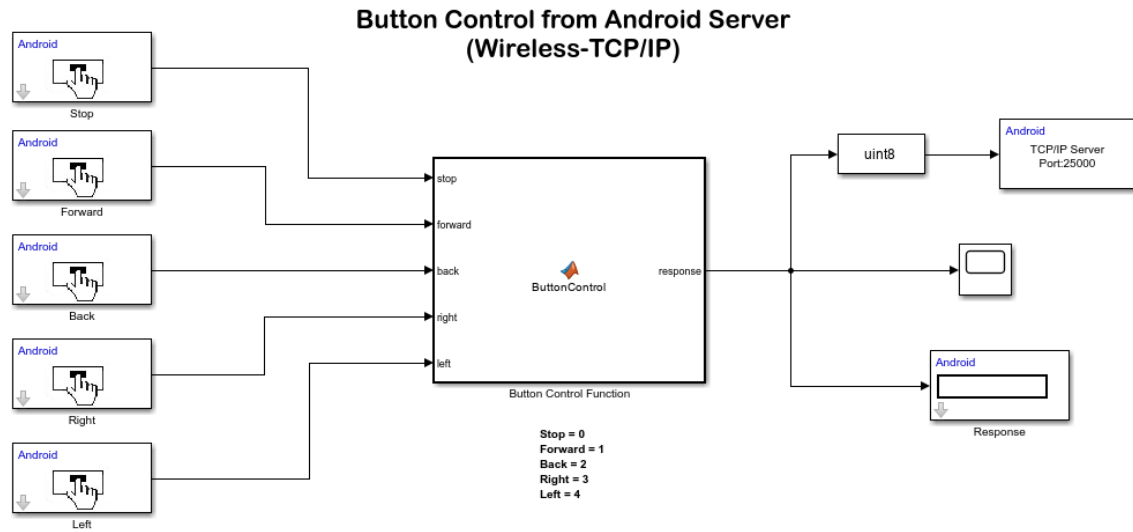 Button Control from Android Server
(Wireless-TCP/IP)
Android
Stop
Android
Forward
Android
Back
Android
Right
Android
Left
stop
forward
back
right
left
ButtonControl
response
Button Control Function
Stop = 0
Forward = 1
Back = 2
Right = 3
Left = 4
uint8
Android
TCP/IP Server
Port:25000
Android
Response